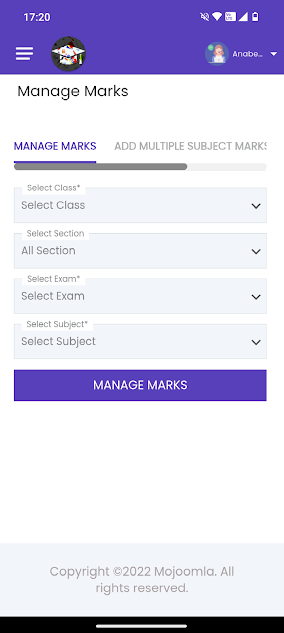 17:20
Anabe...
Manage Marks
MANAGE MARKS
ADD MULTIPLE SUBJECT MARKS
Select Class*
Select Class
Select Section
All Section
Select Exam*
Select Exam
Select Subject*
Select Subject
MANAGE MARKS
Copyright ©2022 Mojoomla. All
rights reserved.